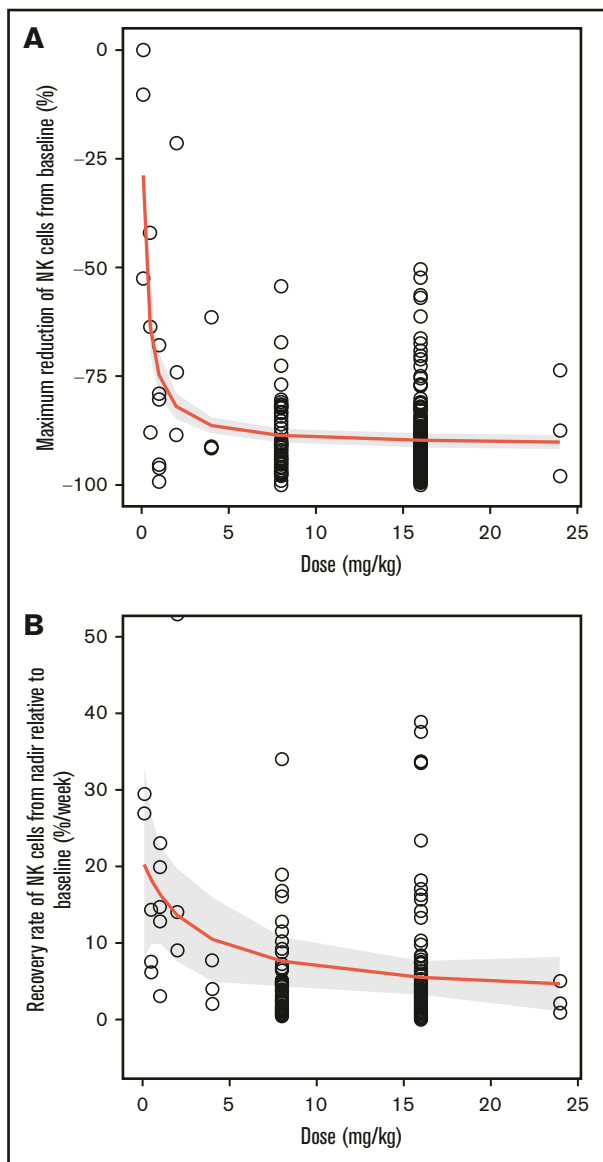 A
Maximum reduction of NK cells from baseline (%)
0
−25
−50
−75
−100
0 5 10 15 20 25
Dose (mg/kg)
B
Recovery rate of NK cells from nadir relative to
baseline (%/week)
50
40
30
20
10
0
0 5 10 15 20 25
Dose (mg/kg)